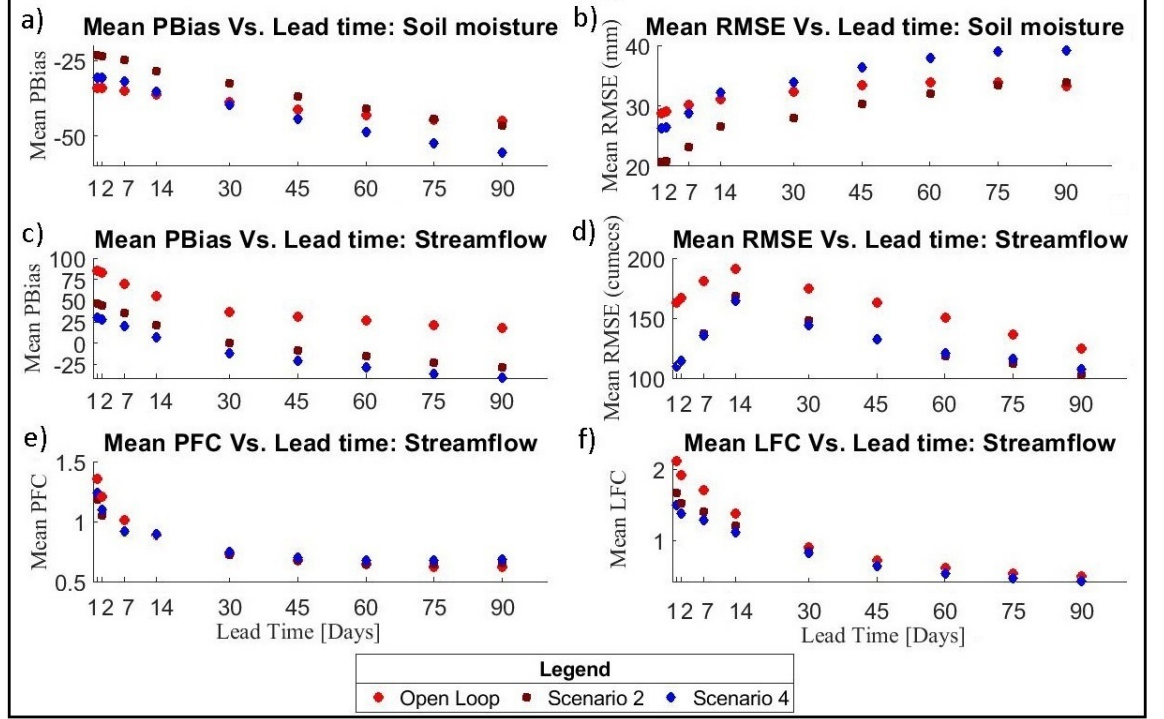 a)
Mean PBias Vs. Lead time: Soil moisture
Mean PBias
-25
-50
1 2 7 14 30 45 60 75 90
b)
Mean RMSE Vs. Lead time: Soil moisture
Mean RMSE (mm)
40
30
20
1 2 7 14 30 45 60 75 90
c)
Mean PBias Vs. Lead time: Streamflow
Mean PBias
100
75
50
25
0
-25
1 2 7 14 30 45 60 75 90
d)
Mean RMSE Vs. Lead time: Streamflow
Mean RMSE (cumecs)
200
150
100
1 2 7 14 30 45 60 75 90
e)
Mean PFC Vs. Lead time: Streamflow
Mean PFC
1.5
1
0.5
1 2 7 14 30 45 60 75 90
Lead Time [Days]
f)
Mean LFC Vs. Lead time: Streamflow
Mean LFC
2
1
1 2 7 14 30 45 60 75 90
Lead Time [Days]
Legend
Open Loop Scenario 2 Scenario 4